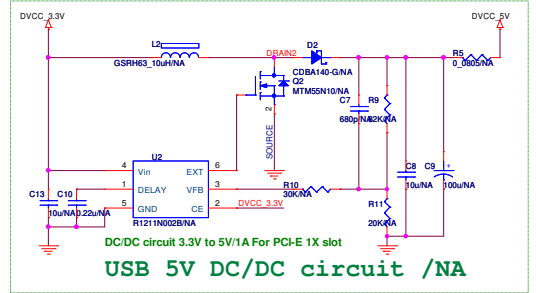 DVCC_3.3V
DVCC_5V
L2
GSRH63_10uH/NA
DRAIN2
D2
CDBA140-G/NA
Q2
MTM55N10/NA
R5
0_0805/NA
C7
680p/NA
R9
82K/NA
2
SOURCE
U2
4 Vin EXT 6
1 DELAY VFB 3
5 GND CE 2
R1211N002B/NA
C13
10u/NA
C10
0.22u/NA
R10
30K/NA
DVCC_3.3V
R11
20K/NA
C8
10u/NA
C9
+
100u/NA
DC/DC circuit 3.3V to 5V/1A For PCI-E 1X slot
USB 5V DC/DC circuit /NA